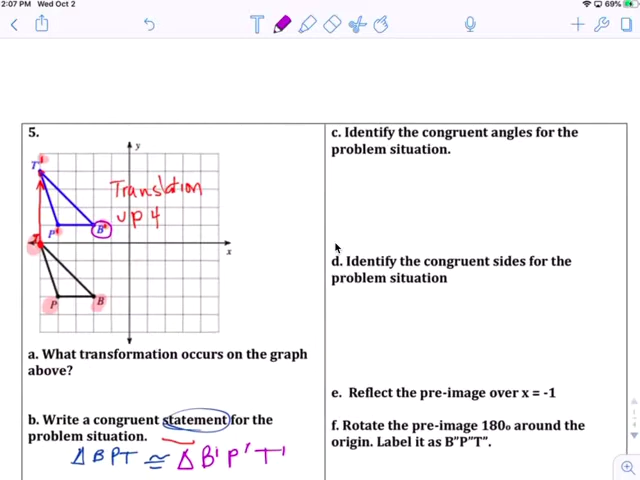 2:07 PM Wed Oct 2
69%
5.
y
T'
Translation
up 4
P'
B'
T
x
P
B
a. What transformation occurs on the graph
above?
b. Write a congruent statement for the
problem situation.
Δ BPT ≅ Δ B' P' T'
c. Identify the congruent angles for the
problem situation.
d. Identify the congruent sides for the
problem situation
e. Reflect the pre-image over x = -1
f. Rotate the pre-image 180o around the
origin. Label it as B"P"T".